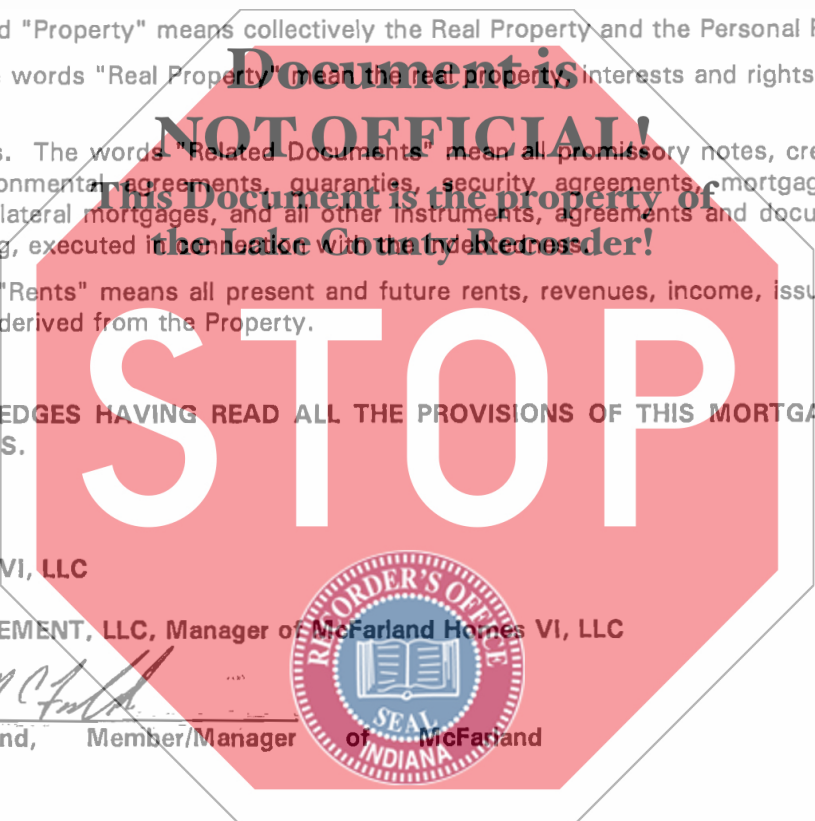 d "Property" means collectively the Real Property and the Personal
Document is
words "Real Property" mean the real property, interests and rights
NOT OFFICIAL!
s. The words "Related Documents" mean all promissory notes, cre
onmental agreements, guaranties, security agreements, mortgag
This Document is the property of
lateral mortgages, and all other instruments, agreements and docu
g, executed in connection with the Indebtedness.
the Lake County Recorder!
"Rents" means all present and future rents, revenues, income, issu
derived from the Property.
STOP
EDGES HAVING READ ALL THE PROVISIONS OF THIS MORTGA
S.
VI, LLC
EMENT, LLC, Manager of McFarland Homes VI, LLC
nd, Member/Manager of McFarland
RECORDER'S OFFICE
SEAL
INDIANA